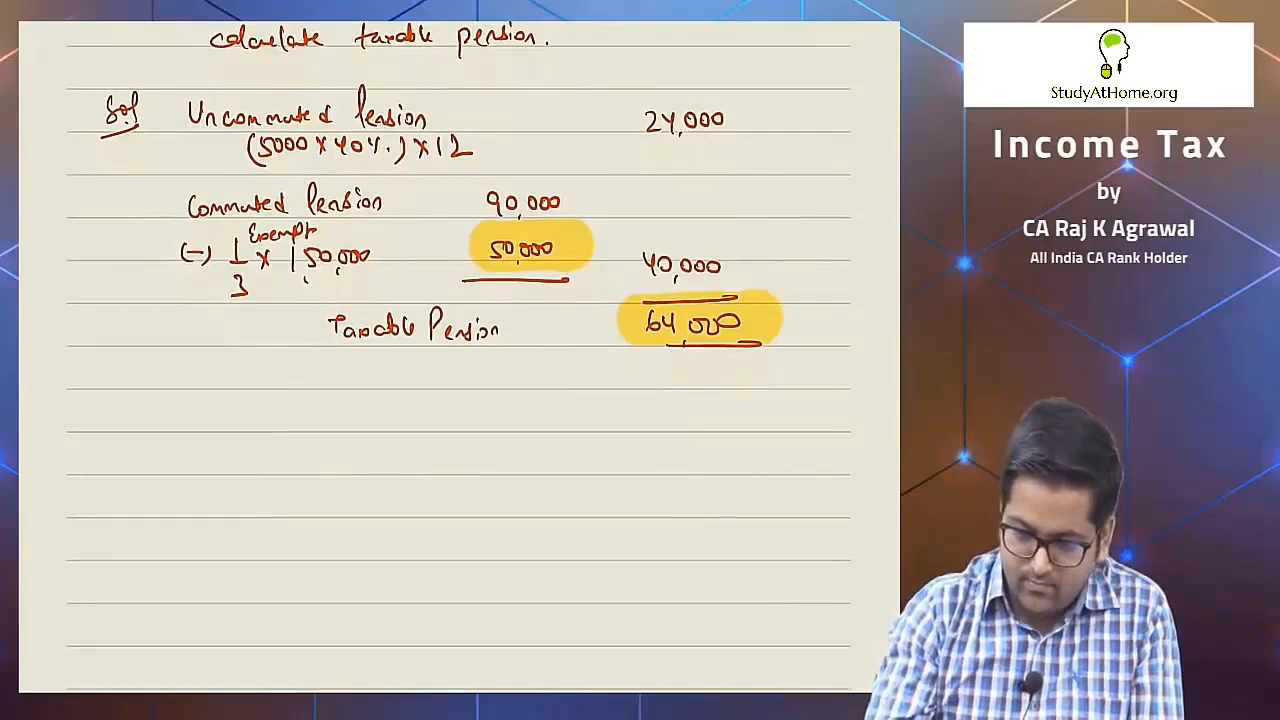 calculate taxable pension.
Sol Uncommuted Pension 24,000
(5000 x 40%) x 12
Commuted Pension 90,000
Exempt
(-) 1/3 x 1,50,000 50,000 40,000
Taxable Pension 64,000
StudyAtHome.org
Income Tax
by
CA Raj K Agrawal
All India CA Rank Holder